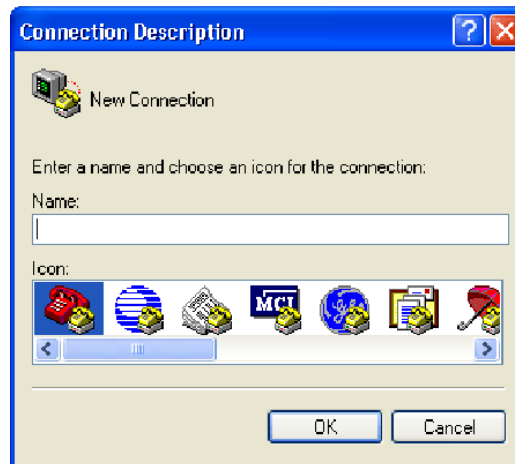 Connection Description
New Connection
Enter a name and choose an icon for the connection:
Name:
Icon:
MCI
OK
Cancel